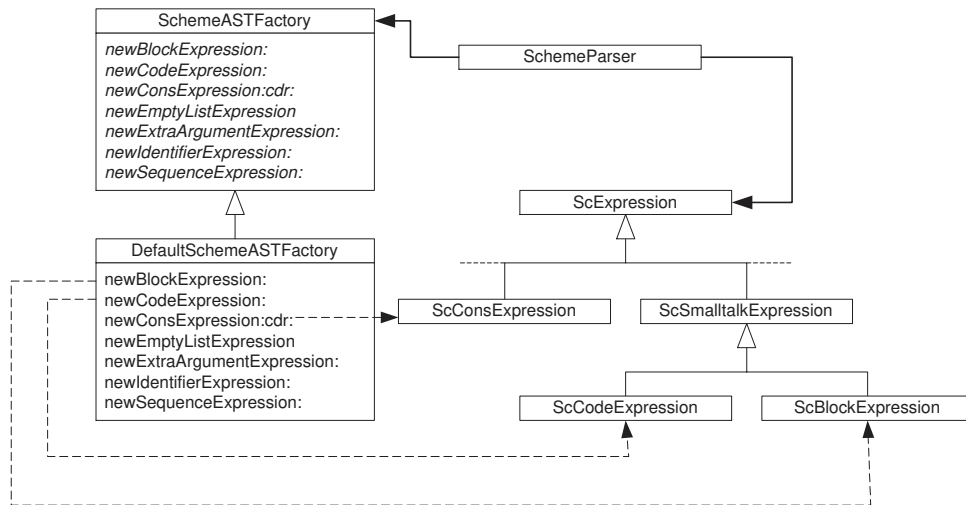 SchemeASTFactory
newBlockExpression:
newCodeExpression:
newConsExpression:cdr:
newEmptyListExpression
newExtraArgumentExpression:
newIdentifierExpression:
newSequenceExpression:
SchemeParser
ScExpression
DefaultSchemeASTFactory
newBlockExpression:
newCodeExpression:
newConsExpression:cdr:
newEmptyListExpression
newExtraArgumentExpression:
newIdentifierExpression:
newSequenceExpression:
ScConsExpression
ScSmalltalkExpression
ScCodeExpression
ScBlockExpression